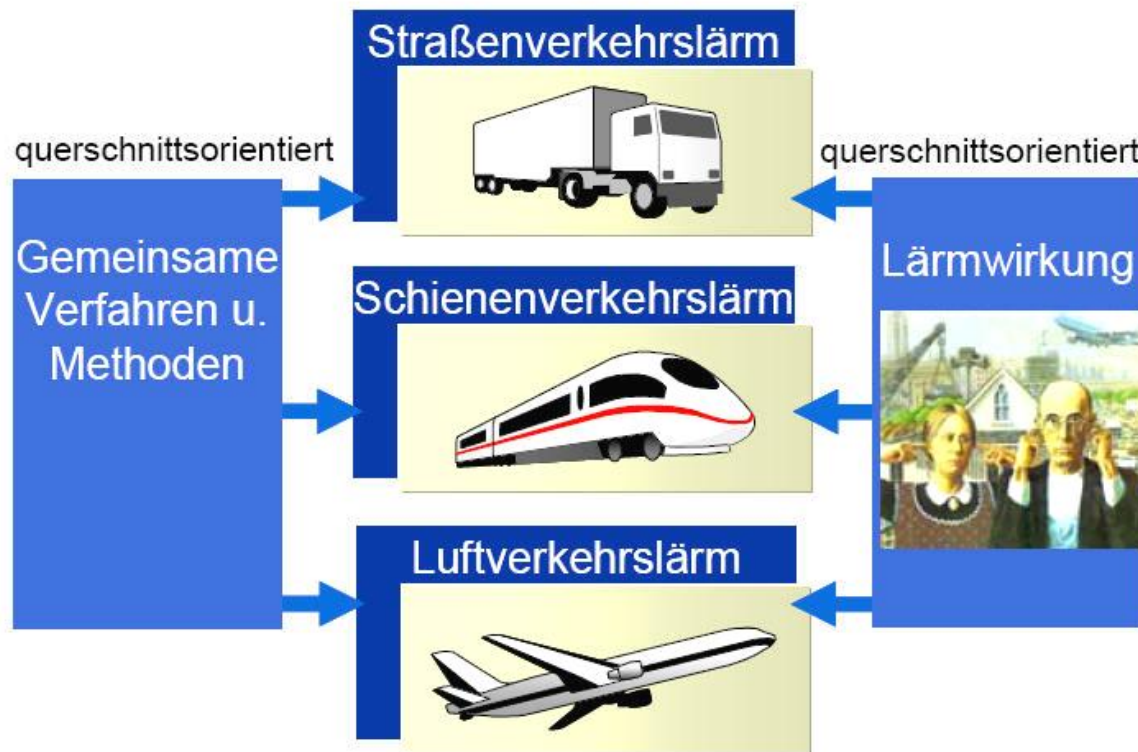 Straßenverkehrslärm
querschnittsorientiert
querschnittsorientiert
Gemeinsame
Verfahren u.
Methoden
Lärmwirkung
Schienenverkehrslärm
Luftverkehrslärm